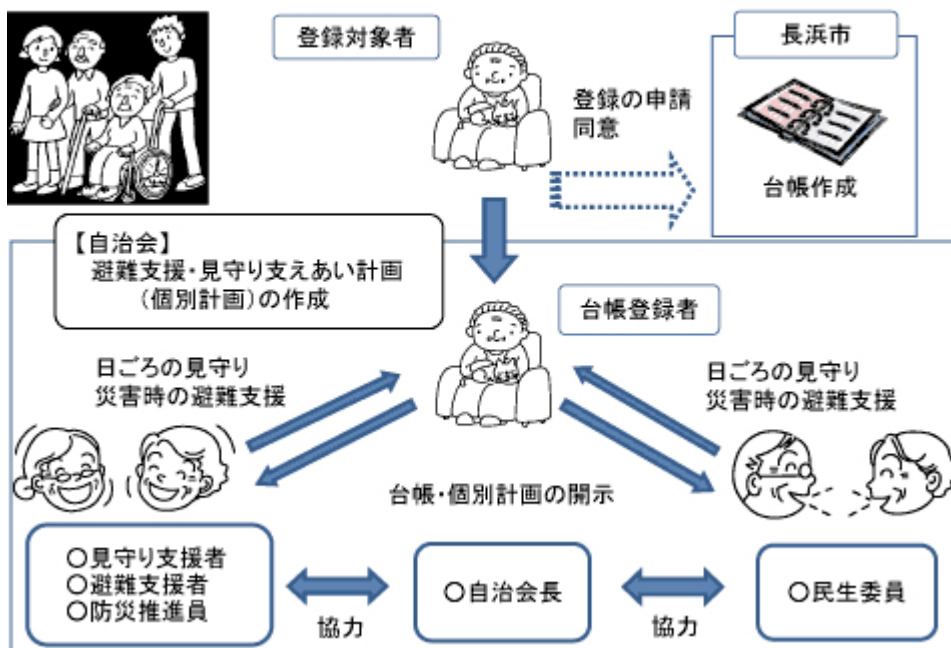 登録対象者
長浜市
登録の申請
同意
台帳作成
【自治会】
避難支援・見守り支えあい計画
(個別計画)の作成
台帳登録者
日ごろの見守り
災害時の避難支援
日ごろの見守り
災害時の避難支援
台帳・個別計画の開示
○見守り支援者
○避難支援者
○防災推進員
○自治会長
○民生委員
協力
協力